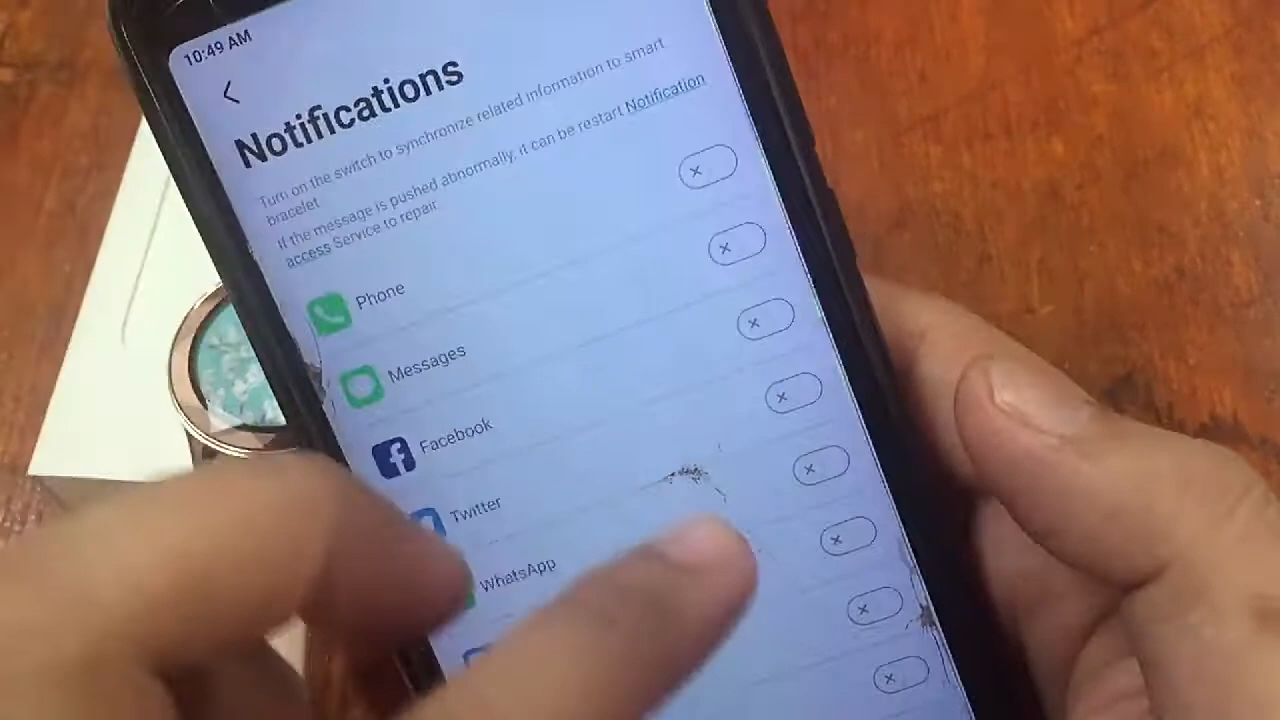 10:49 AM
Notifications
Turn on the switch to synchronize related information to smart
bracelet
If the message is pushed abnormally, it can be restart Notification
access Service to repair
Phone
Messages
Facebook
Twitter
WhatsApp